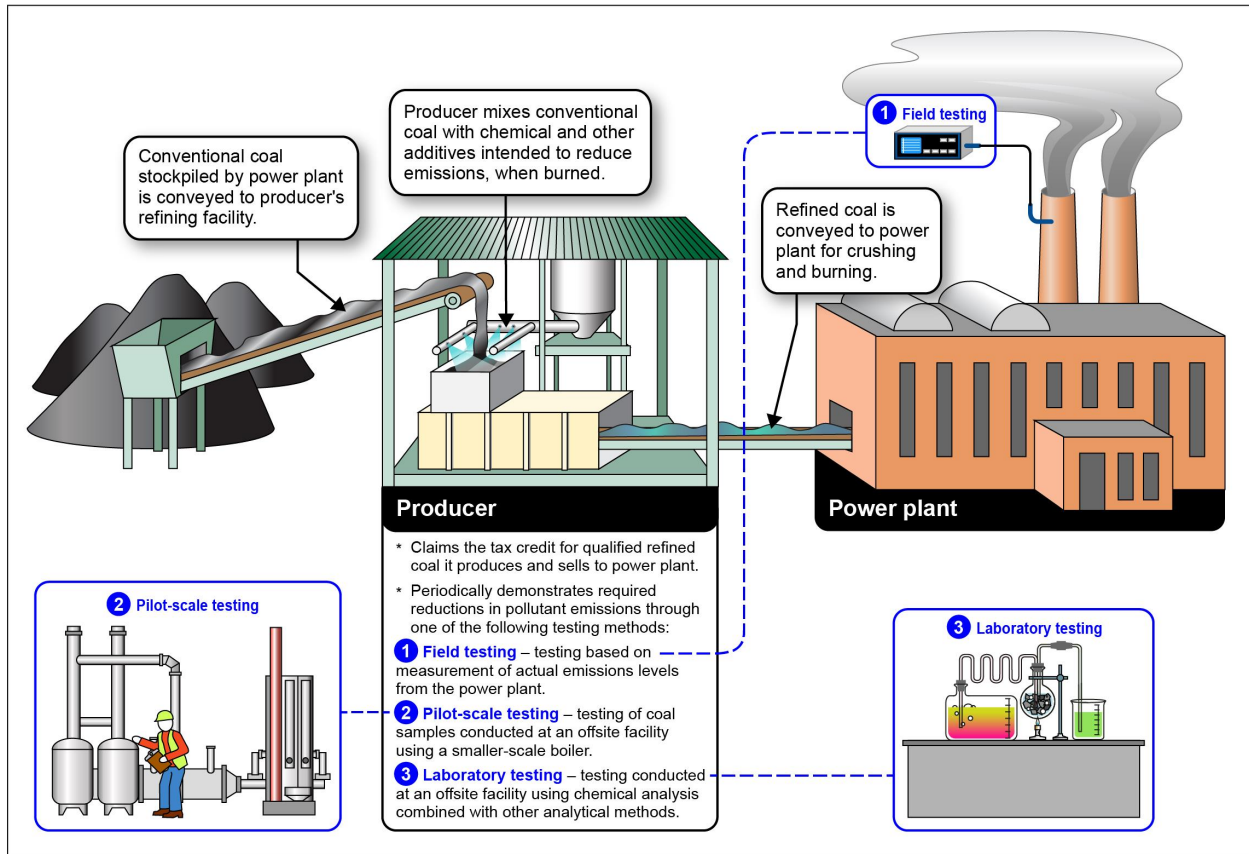 Conventional coal
stockpiled by power plant
is conveyed to producer's
refining facility.
Producer mixes conventional
coal with chemical and other
additives intended to reduce
emissions, when burned.
1 Field testing
Refined coal is
conveyed to power
plant for crushing
and burning.
Producer
* Claims the tax credit for qualified refined
coal it produces and sells to power plant.
* Periodically demonstrates required
reductions in pollutant emissions through
one of the following testing methods:
1 Field testing – testing based on
measurement of actual emissions levels
from the power plant.
2 Pilot-scale testing – testing of coal
samples conducted at an offsite facility
using a smaller-scale boiler.
3 Laboratory testing – testing conducted
at an offsite facility using chemical analysis
combined with other analytical methods.
Power plant
2 Pilot-scale testing
3 Laboratory testing